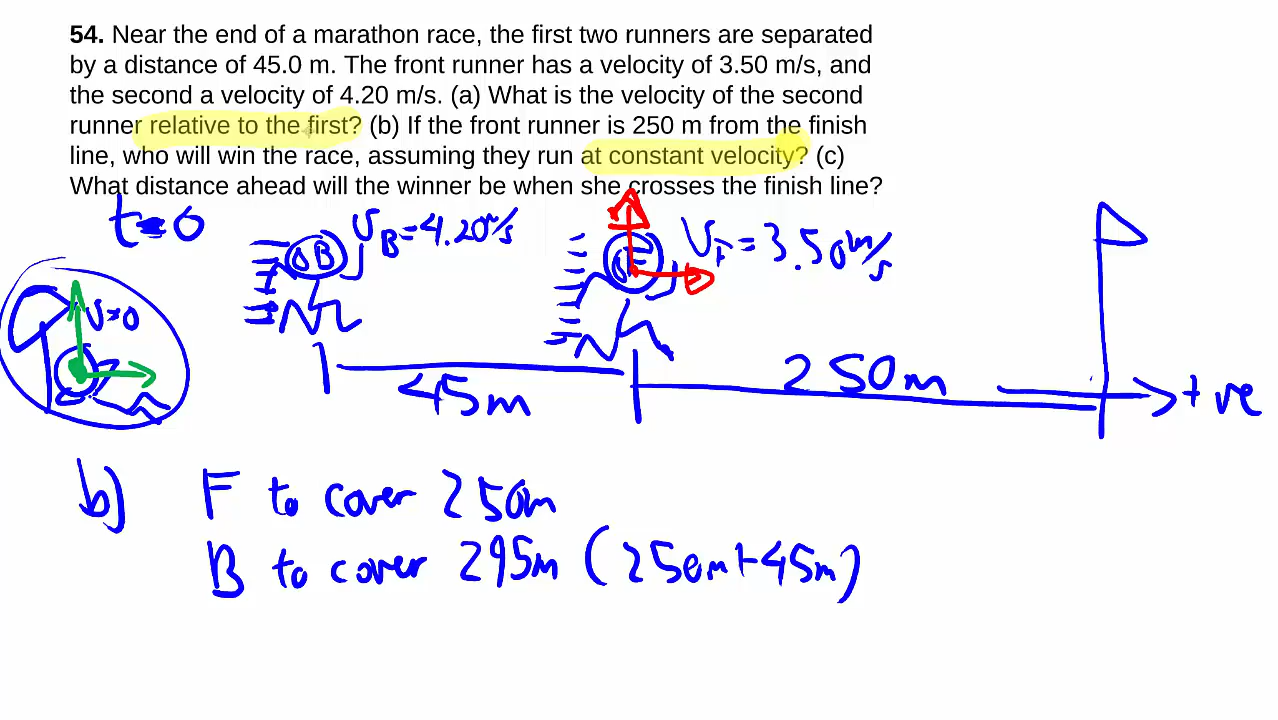 54. Near the end of a marathon race, the first two runners are separated
by a distance of 45.0 m. The front runner has a velocity of 3.50 m/s, and
the second a velocity of 4.20 m/s. (a) What is the velocity of the second
runner relative to the first? (b) If the front runner is 250 m from the finish
line, who will win the race, assuming they run at constant velocity? (c)
What distance ahead will the winner be when she crosses the finish line?
t=0
B
V_B=4.20m/s
F
V_F=3.50m/s
V=0
45m
250m
+ve
b) F to cover 250m
B to cover 295m (250m+45m)